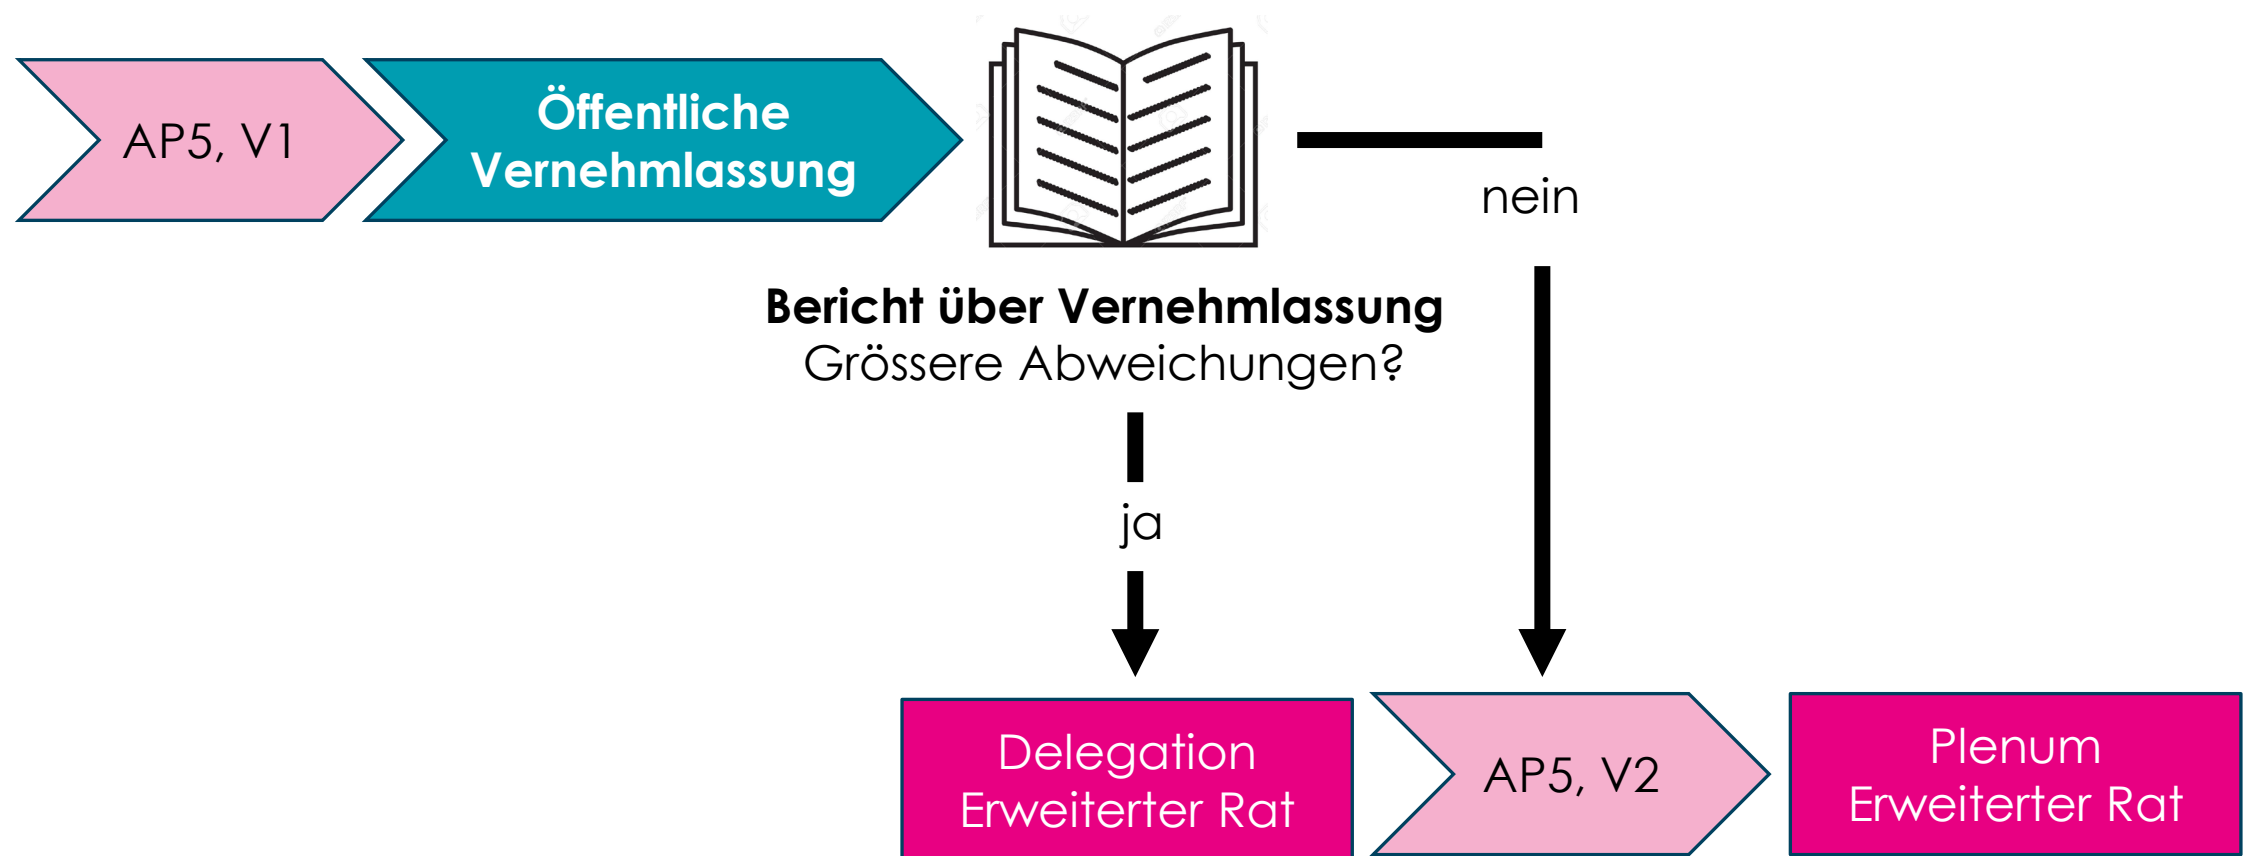 AP5, V1
Öffentliche
Vernehmlassung
nein
Bericht über Vernehmlassung
Grössere Abweichungen?
ja
Delegation
Erweiterter Rat
AP5, V2
Plenum
Erweiterter Rat